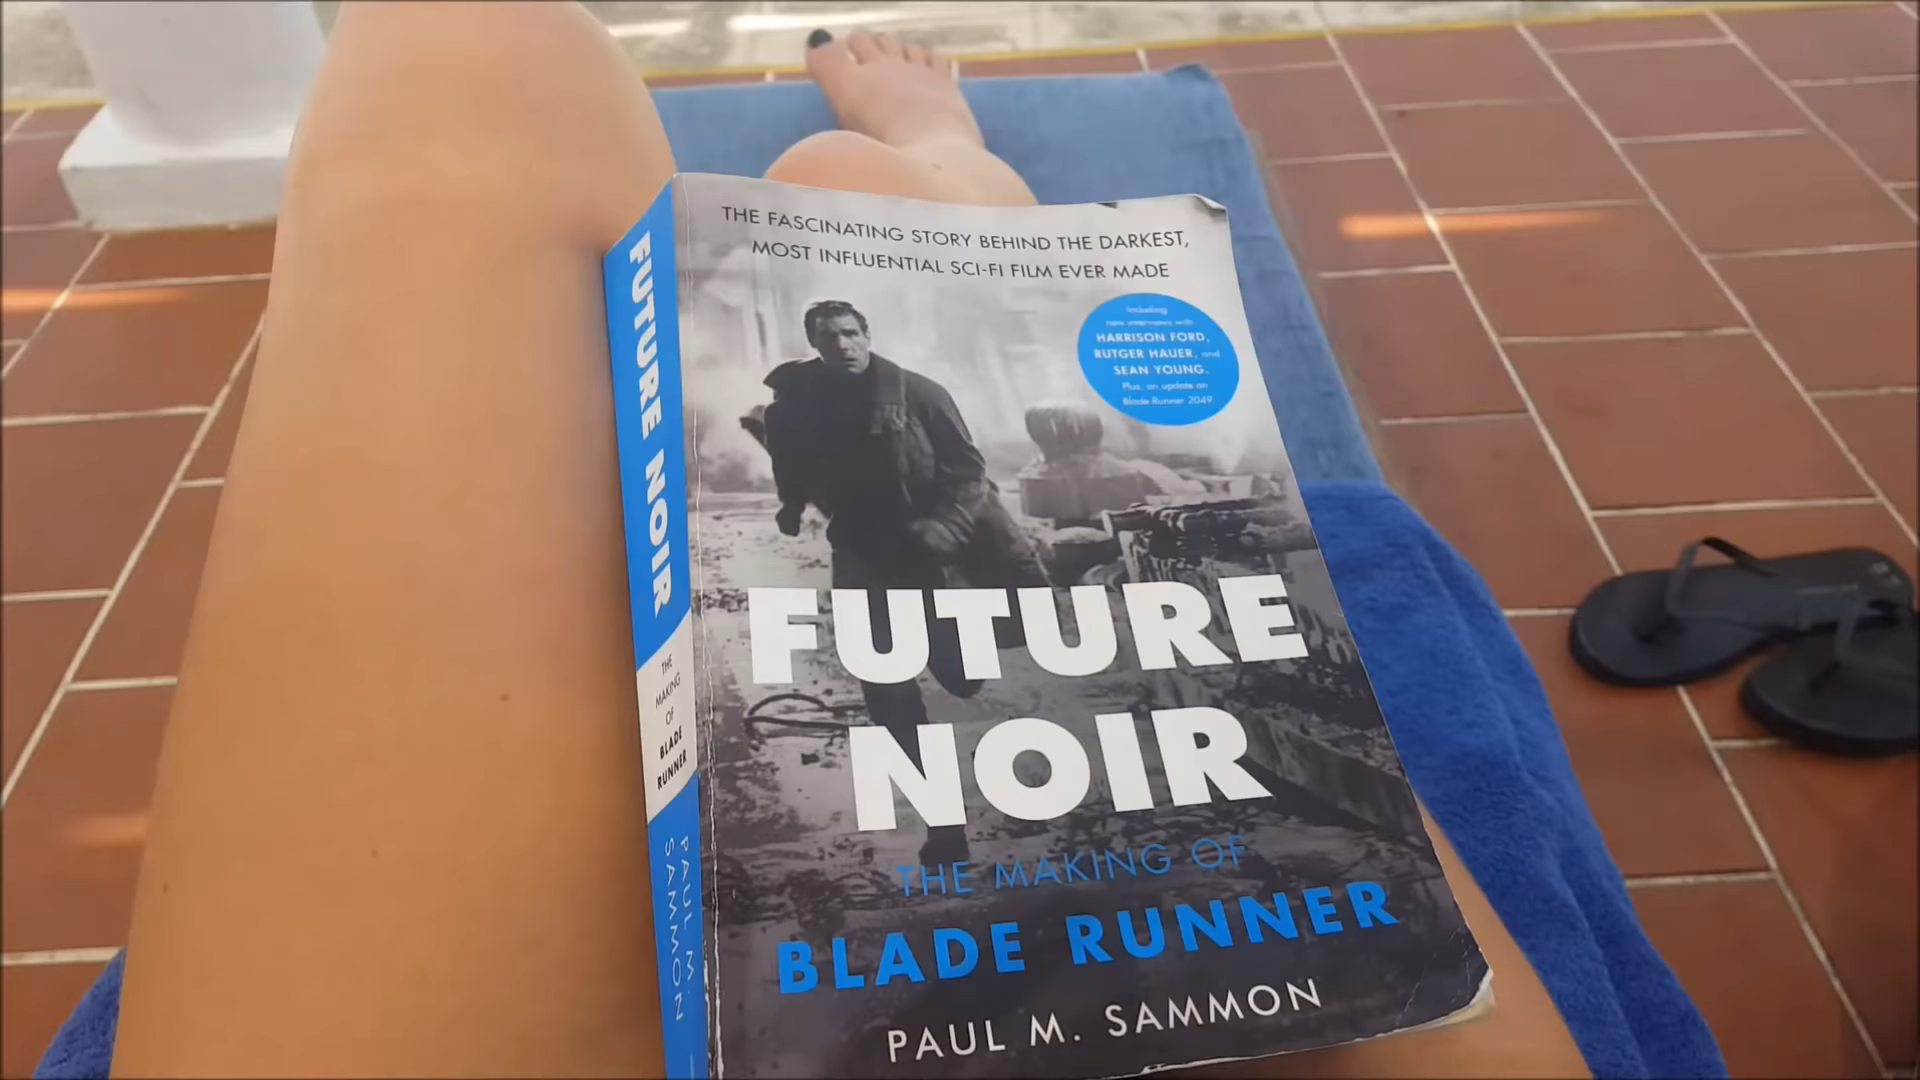 THE FASCINATING STORY BEHIND THE DARKEST,
MOST INFLUENTIAL SCI-FI FILM EVER MADE
Including
new interviews with
HARRISON FORD,
RUTGER HAUER, and
SEAN YOUNG.
Plus, an update on
Blade Runner 2049
FUTURE
NOIR
THE MAKING OF
BLADE RUNNER
PAUL M. SAMMON
FUTURE NOIR
THE
MAKING
OF
BLADE
RUNNER
PAUL M.
SAMMON